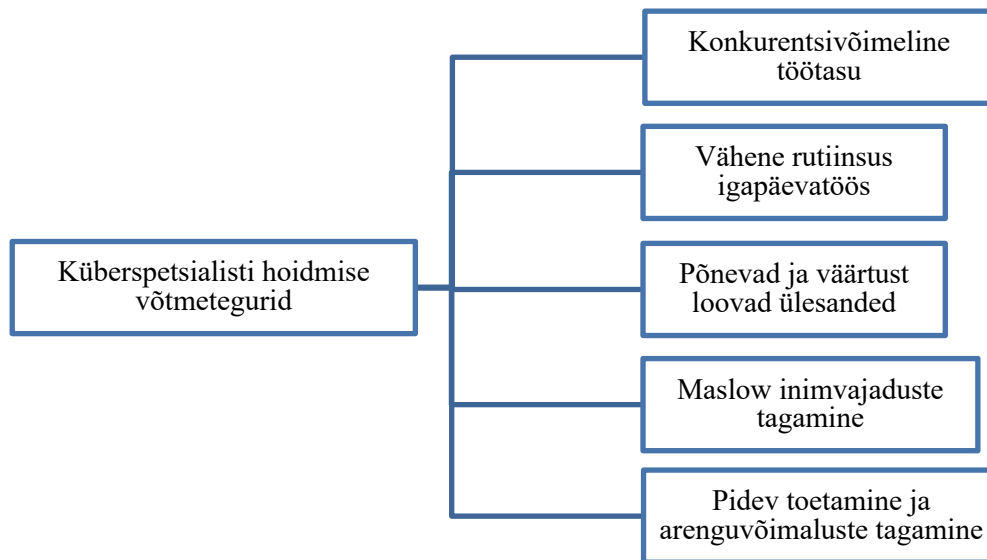 Konkurentsivõimeline
töötasu
Vähene rutiinsus
igapäevatöös
Küberspetsialisti hoidmise
võtmetegurid
Põnevad ja väärtust
loovad ülesanded
Maslow inimvajaduste
tagamine
Pidev toetamine ja
arenguvõimaluste tagamine